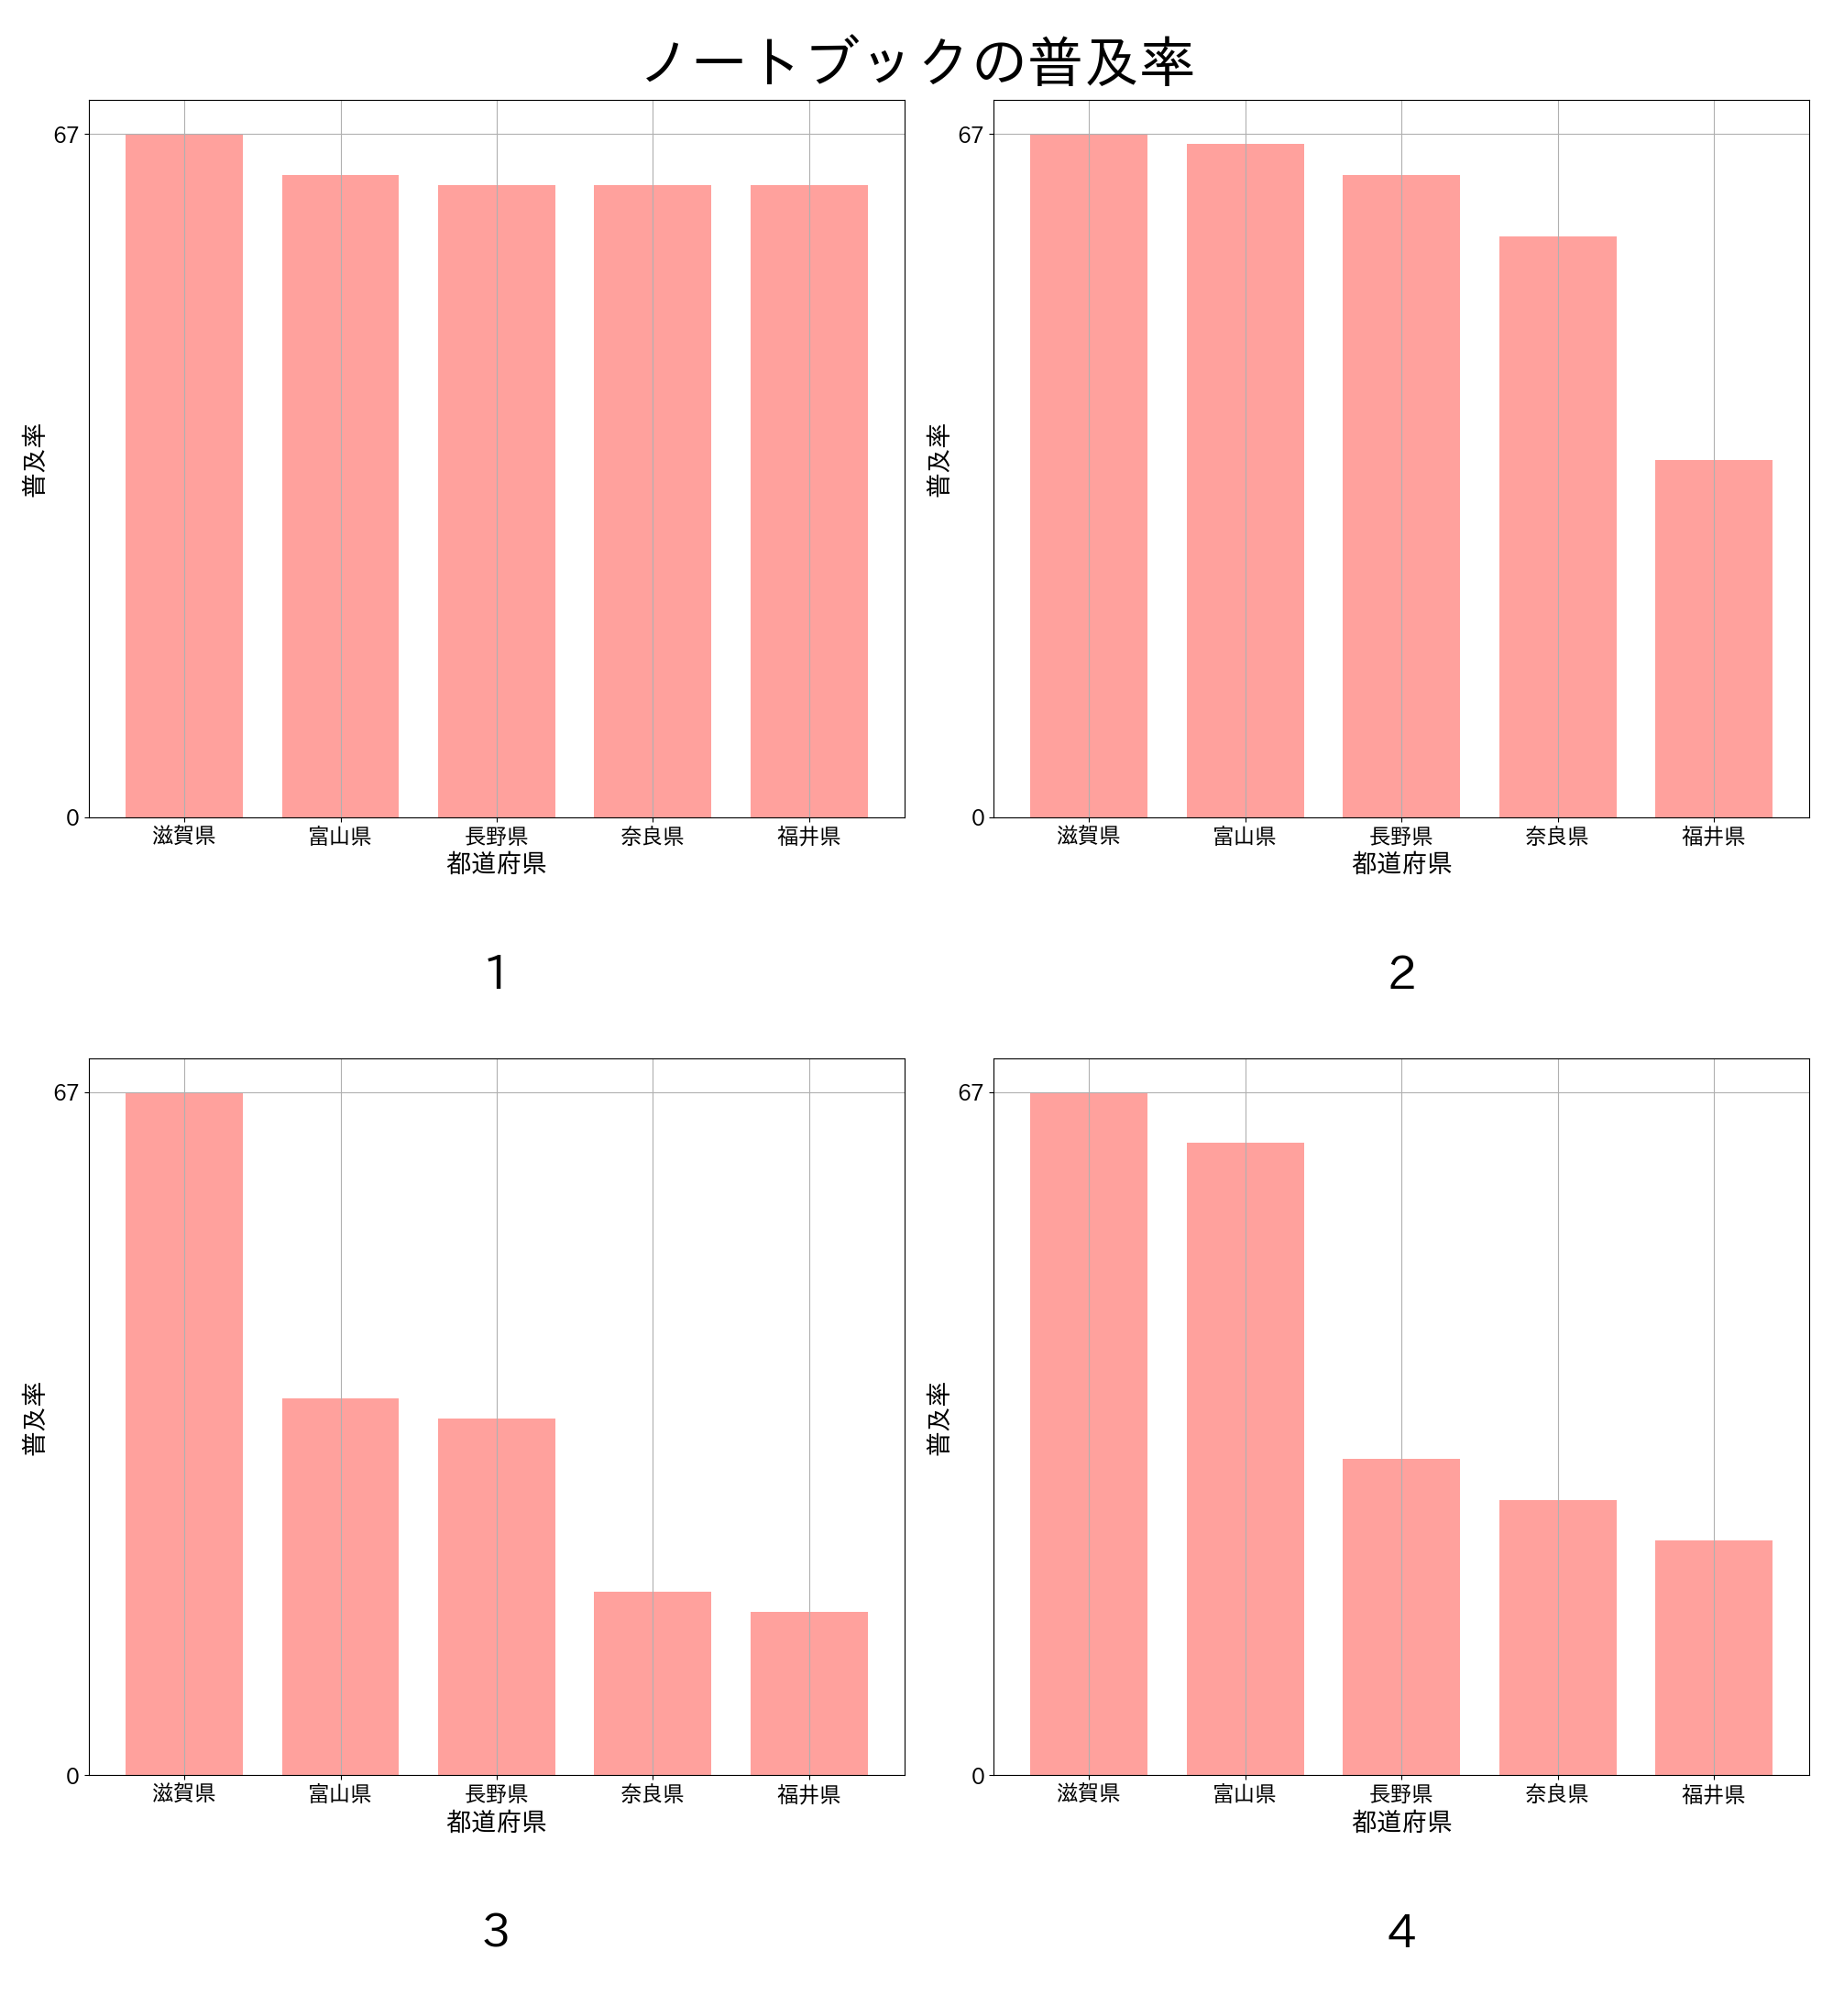 ノートブックの普及率
67
0
普及率
滋賀県 富山県 長野県 奈良県 福井県
都道府県
1
67
0
普及率
滋賀県 富山県 長野県 奈良県 福井県
都道府県
2
67
0
普及率
滋賀県 富山県 長野県 奈良県 福井県
都道府県
3
67
0
普及率
滋賀県 富山県 長野県 奈良県 福井県
都道府県
4